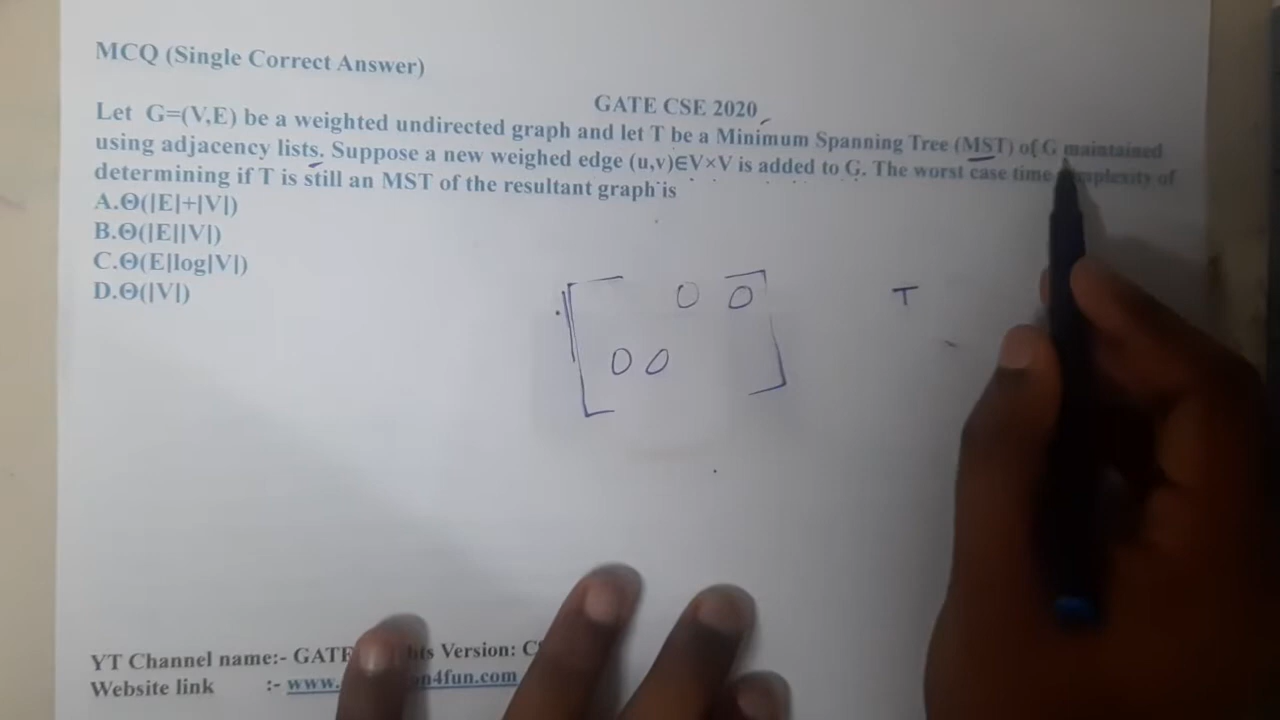 MCQ (Single Correct Answer)
GATE CSE 2020
Let G=(V,E) be a weighted undirected graph and let T be a Minimum Spanning Tree (MST) of G maintained
using adjacency lists. Suppose a new weighed edge (u,v)∈V×V is added to G. The worst case time complexity of
determining if T is still an MST of the resultant graph is
A.Θ(|E|+|V|)
B.Θ(|E||V|)
C.Θ(E|log|V|)
D.Θ(|V|)
0 0 T
0 0
YT Channel name:- GATE Version:
Website link :- www.